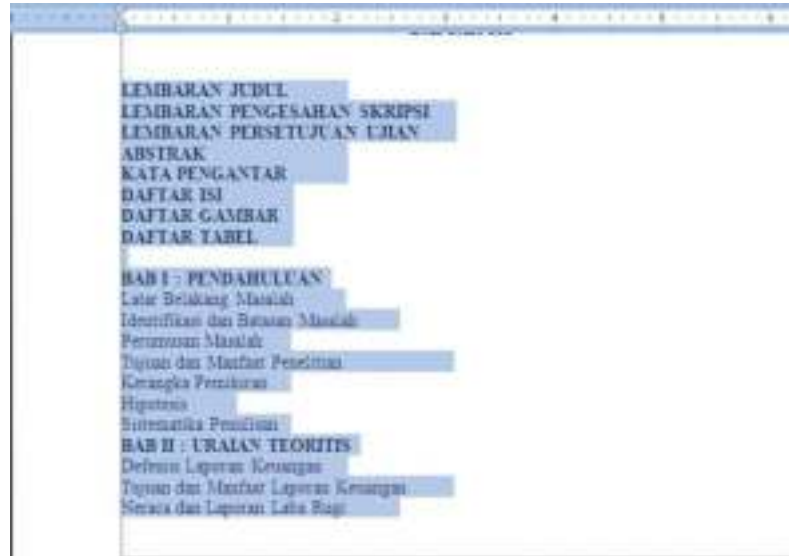 LEMBARAN JUDUL
LEMBARAN PENGESAHAN SKRIPSI
LEMBARAN PERSETUJUAN UJIAN
ABSTRAK
KATA PENGANTAR
DAFTAR ISI
DAFTAR GAMBAR
DAFTAR TABEL
BAB I : PENDAHULUAN
Latar Belakang Masalah
Identifikasi dan Batasan Masalah
Perumusan Masalah
Tujuan dan Manfaat Penelitian
Kerangka Pemikiran
Hipotesis
Sistematika Penulisan
BAB II : URAIAN TEORITIS
Defenisi Laporan Keuangan
Tujuan dan Manfaat Laporan Keuangan
Neraca dan Laporan Laba Rugi